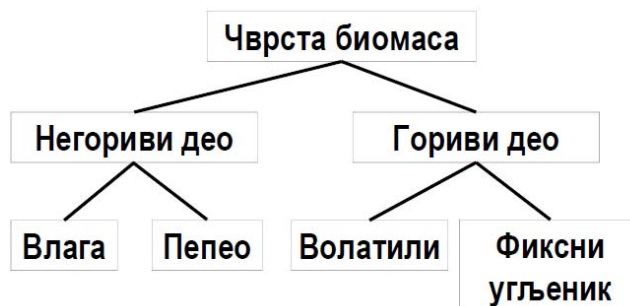 Чврста биомаса
Негориви део
Гориви део
Влага
Пепео
Волатили
Фиксни
угљеник